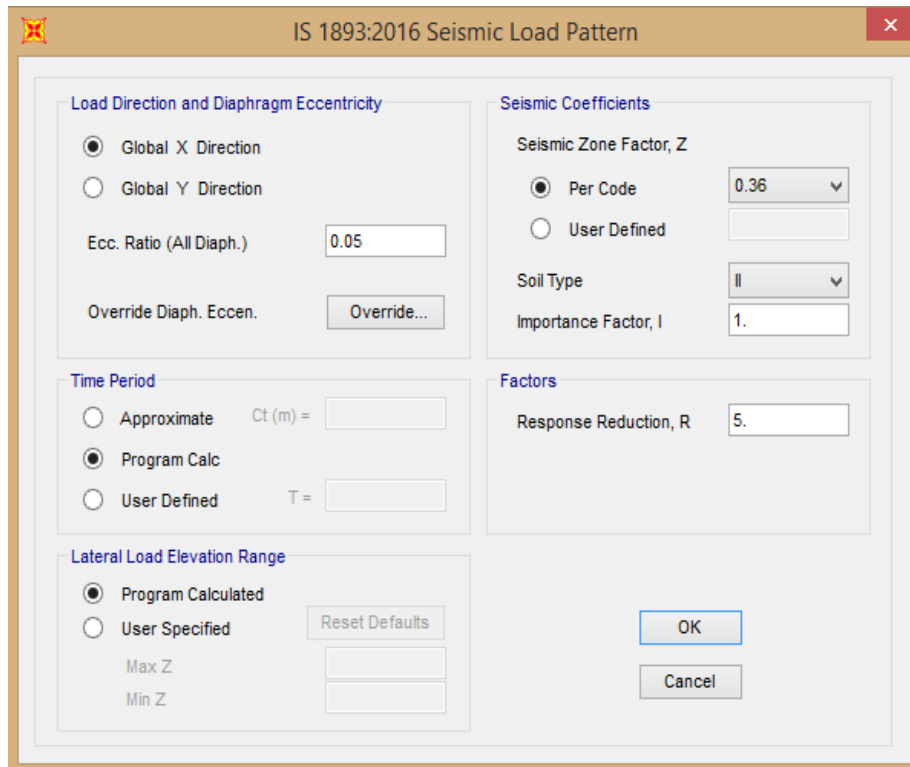 IS 1893:2016 Seismic Load Pattern
Load Direction and Diaphragm Eccentricity
Global X Direction
Global Y Direction
Ecc. Ratio (All Diaph.) 0.05
Override Diaph. Eccen. Override...
Seismic Coefficients
Seismic Zone Factor, Z
Per Code 0.36
User Defined
Soil Type II
Importance Factor, I 1.
Time Period
Approximate Ct (m) =
Program Calc
User Defined T =
Factors
Response Reduction, R 5.
Lateral Load Elevation Range
Program Calculated
User Specified Reset Defaults
Max Z
Min Z
OK
Cancel